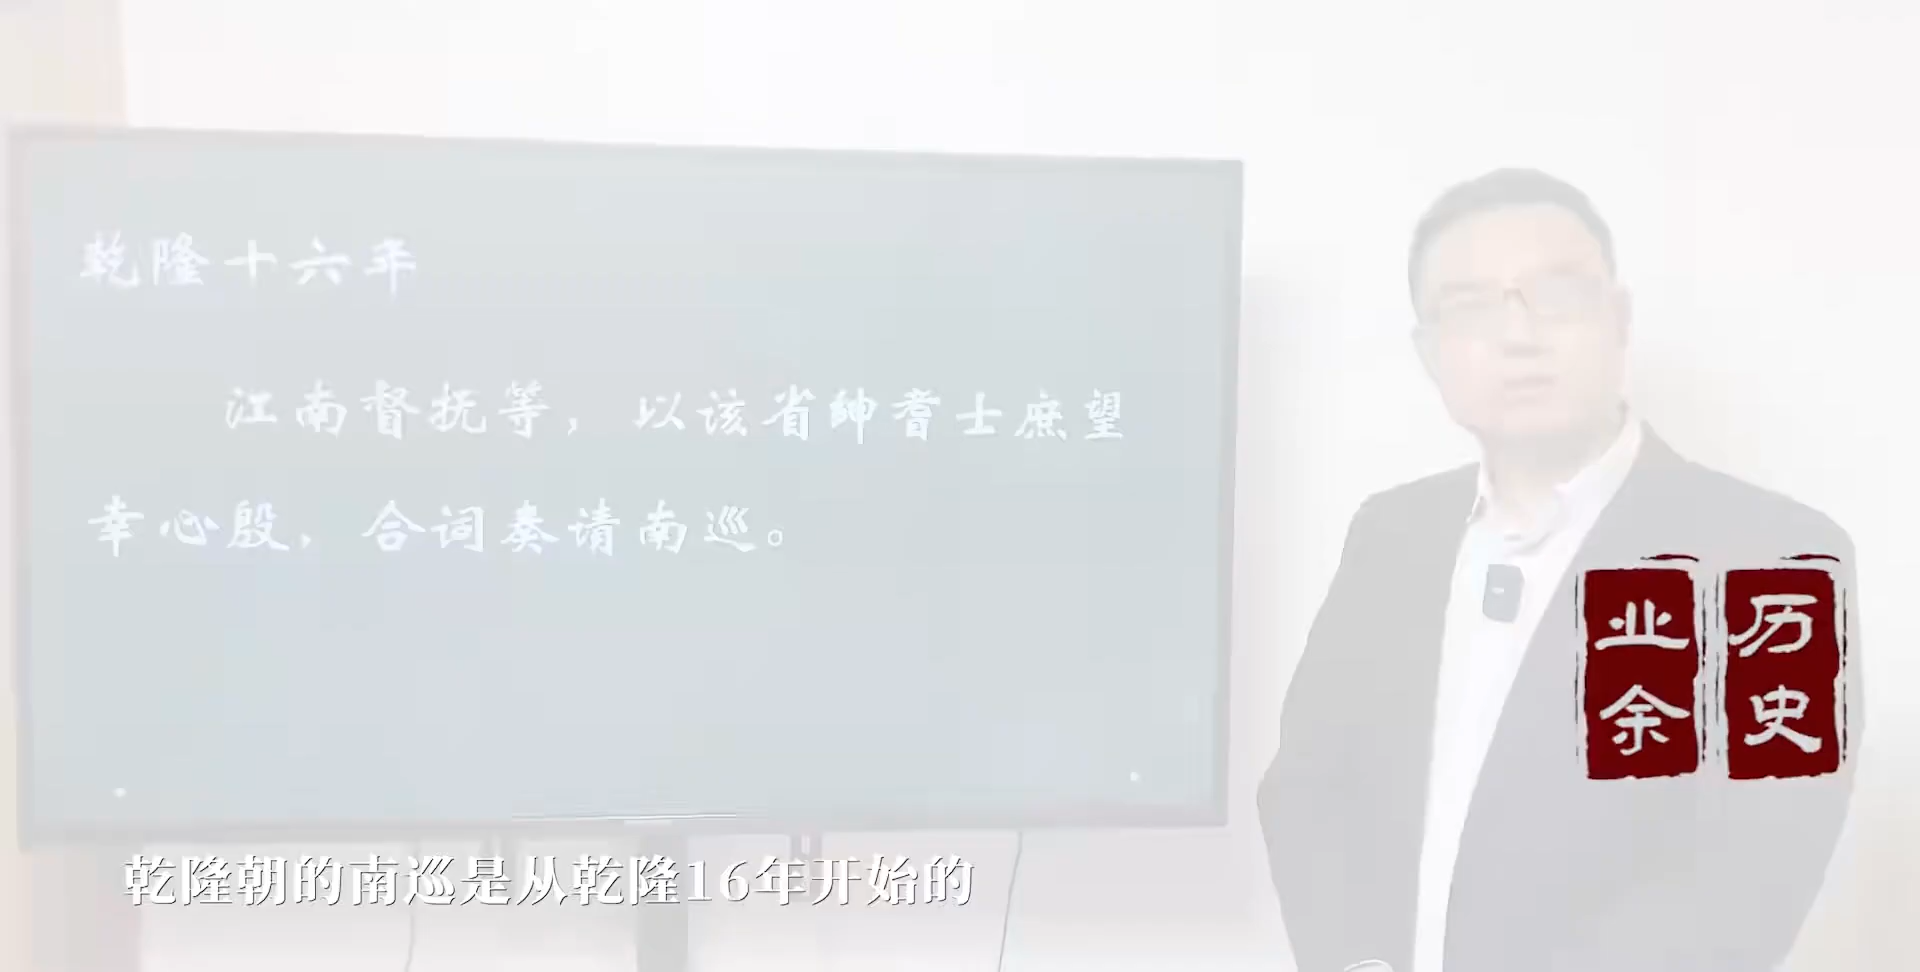 乾隆十六年
江南督抚等，以该省绅耆士庶望
幸心殷，合词奏请南巡。
历史
业余
乾隆朝的南巡是从乾隆16年开始的